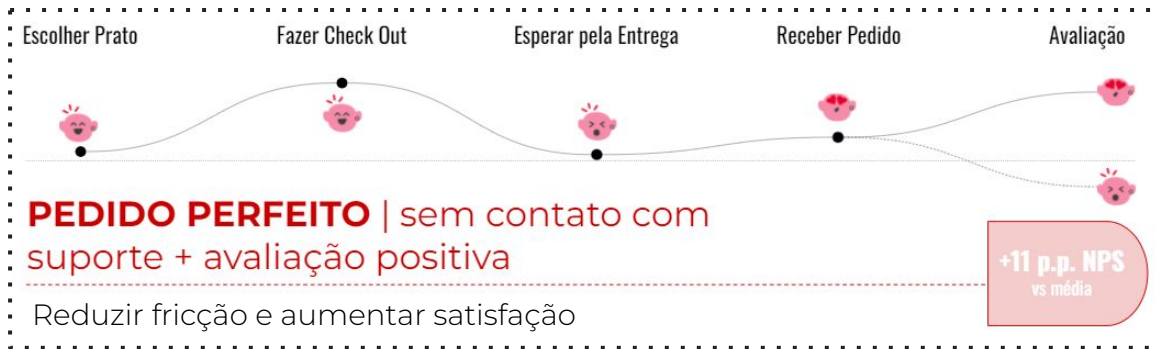 Escolher Prato
Fazer Check Out
Esperar pela Entrega
Receber Pedido
Avaliação
PEDIDO PERFEITO | sem contato com
suporte + avaliação positiva
+11 p.p. NPS
vs média
Reduzir fricção e aumentar satisfação